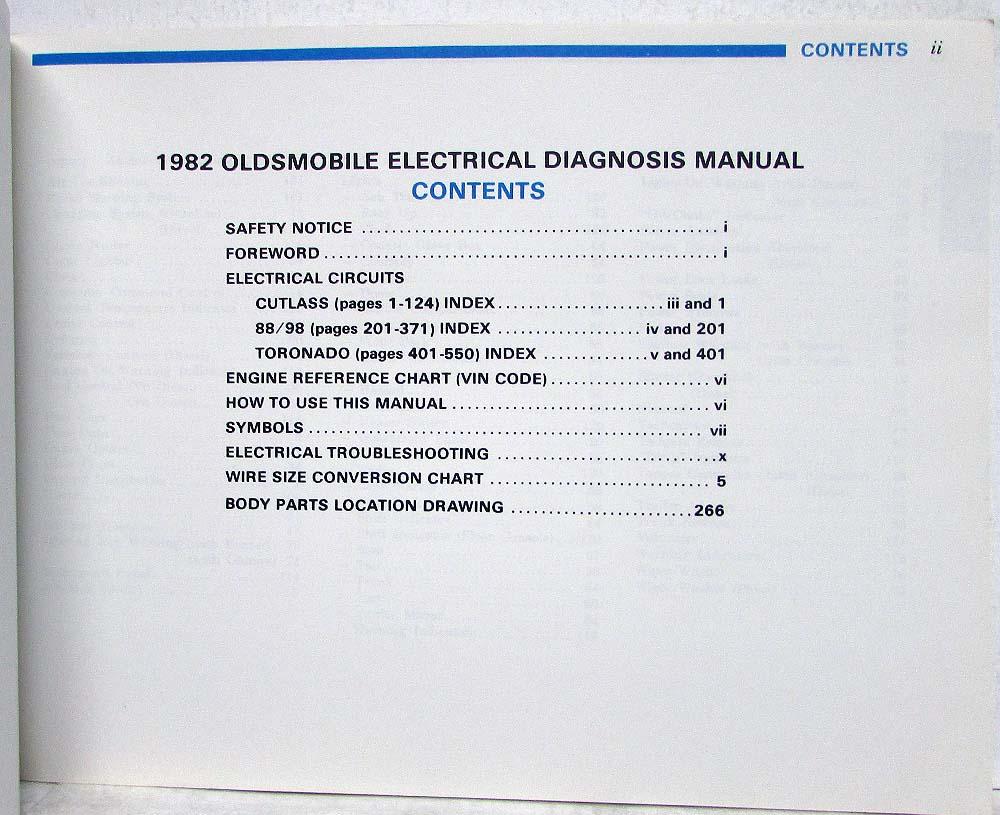 CONTENTS ii
1982 OLDSMOBILE ELECTRICAL DIAGNOSIS MANUAL
CONTENTS
SAFETY NOTICE ............................................... i
FOREWORD .................................................... i
ELECTRICAL CIRCUITS
CUTLASS (pages 1-124) INDEX ...................... iii and 1
88/98 (pages 201-371) INDEX ................... iv and 201
TORONADO (pages 401-550) INDEX .............. v and 401
ENGINE REFERENCE CHART (VIN CODE) ..................... vi
HOW TO USE THIS MANUAL .................................. vi
SYMBOLS .................................................... vii
ELECTRICAL TROUBLESHOOTING ............................. x
WIRE SIZE CONVERSION CHART ............................. 5
BODY PARTS LOCATION DRAWING ........................ 266